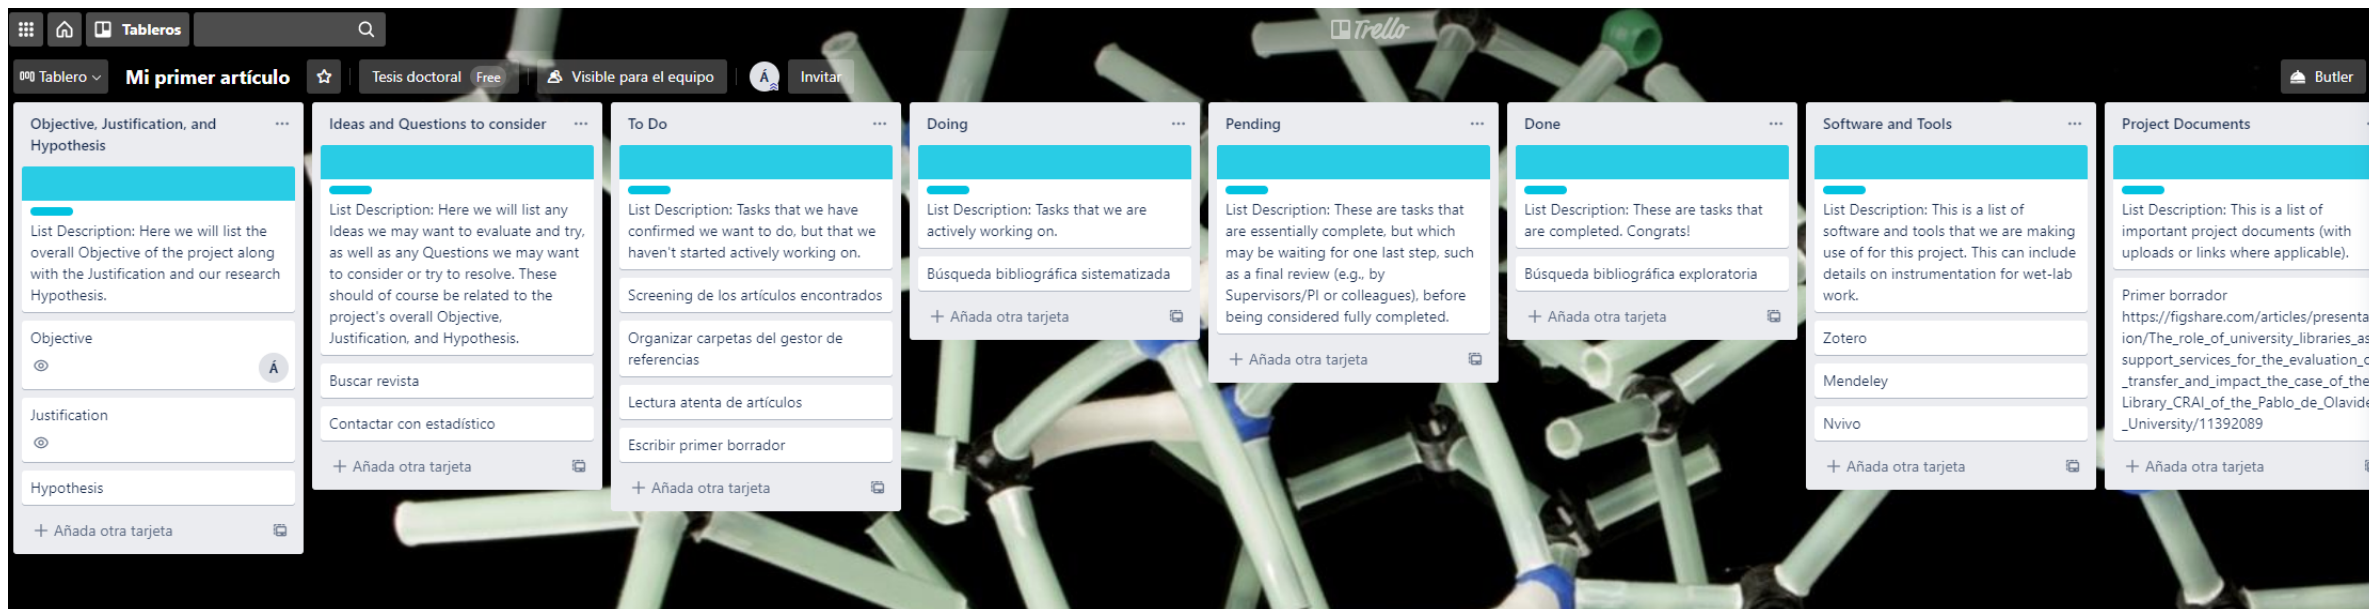 Tableros
Trello
Tablero
Mi primer artículo
Tesis doctoral Free
Visible para el equipo
Á
Invitar
Butler
Objective, Justification, and
Hypothesis
List Description: Here we will list the
overall Objective of the project along
with the Justification and our research
Hypothesis.
Objective
Á
Justification
Hypothesis
+ Añada otra tarjeta
Ideas and Questions to consider
List Description: Here we will list any
Ideas we may want to evaluate and try,
as well as any Questions we may want
to consider or try to resolve. These
should of course be related to the
project's overall Objective,
Justification, and Hypothesis.
Buscar revista
Contactar con estadístico
+ Añada otra tarjeta
To Do
List Description: Tasks that we have
confirmed we want to do, but that we
haven't started actively working on.
Screening de los artículos encontrados
Organizar carpetas del gestor de
referencias
Lectura atenta de artículos
Escribir primer borrador
+ Añada otra tarjeta
Doing
List Description: Tasks that we are
actively working on.
Búsqueda bibliográfica sistematizada
+ Añada otra tarjeta
Pending
List Description: These are tasks that
are essentially complete, but which
may be waiting for one last step, such
as a final review (e.g., by
Supervisors/PI or colleagues), before
being considered fully completed.
+ Añada otra tarjeta
Done
List Description: These are tasks that
are completed. Congrats!
Búsqueda bibliográfica exploratoria
+ Añada otra tarjeta
Software and Tools
List Description: This is a list of
software and tools that we are making
use of for this project. This can include
details on instrumentation for wet-lab
work.
Zotero
Mendeley
Nvivo
+ Añada otra tarjeta
Project Documents
List Description: This is a list of
important project documents (with
uploads or links where applicable).
Primer borrador
https://figshare.com/articles/presenta
ion/The_role_of_university_libraries_as
support_services_for_the_evaluation_
_transfer_and_impact_the_case_of_the
Library_CRAI_of_the_Pablo_de_Olavide
_University/11392089
+ Añada otra tarjeta